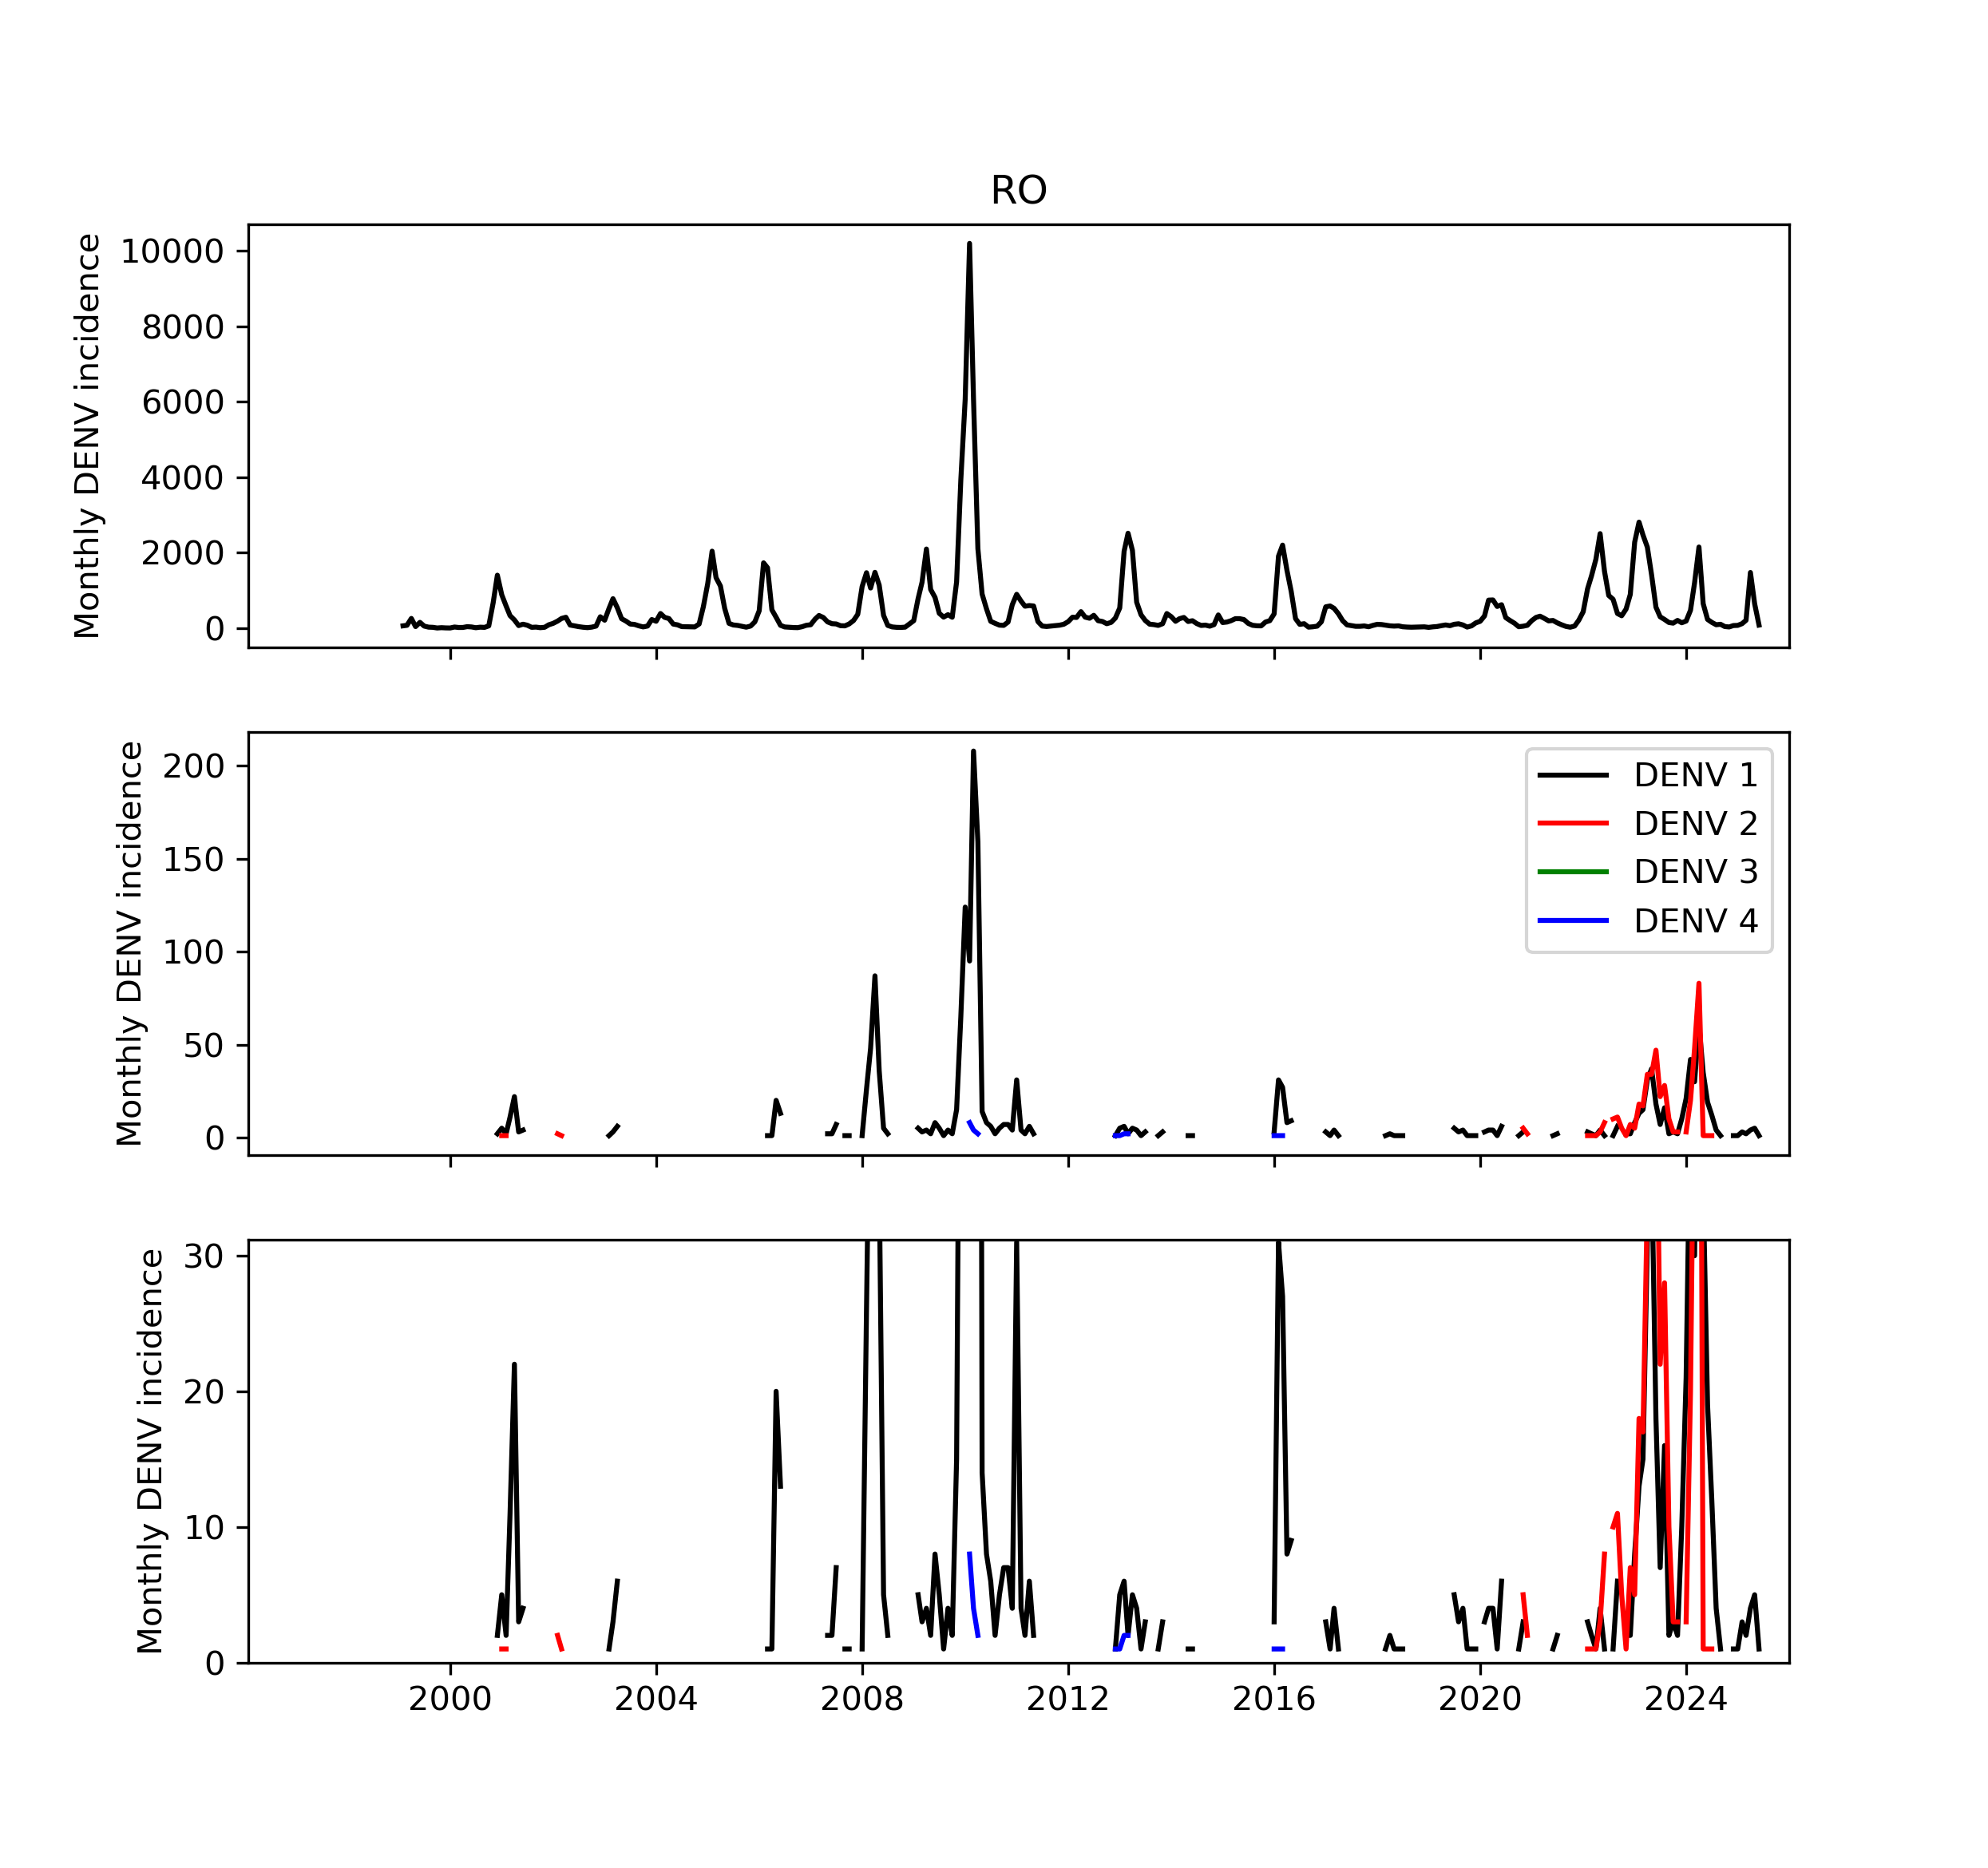 RO
Monthly DENV incidence
10000
8000
6000
4000
2000
0
Monthly DENV incidence
200
150
100
50
0
DENV 1
DENV 2
DENV 3
DENV 4
Monthly DENV incidence
30
20
10
0
2000 2004 2008 2012 2016 2020 2024